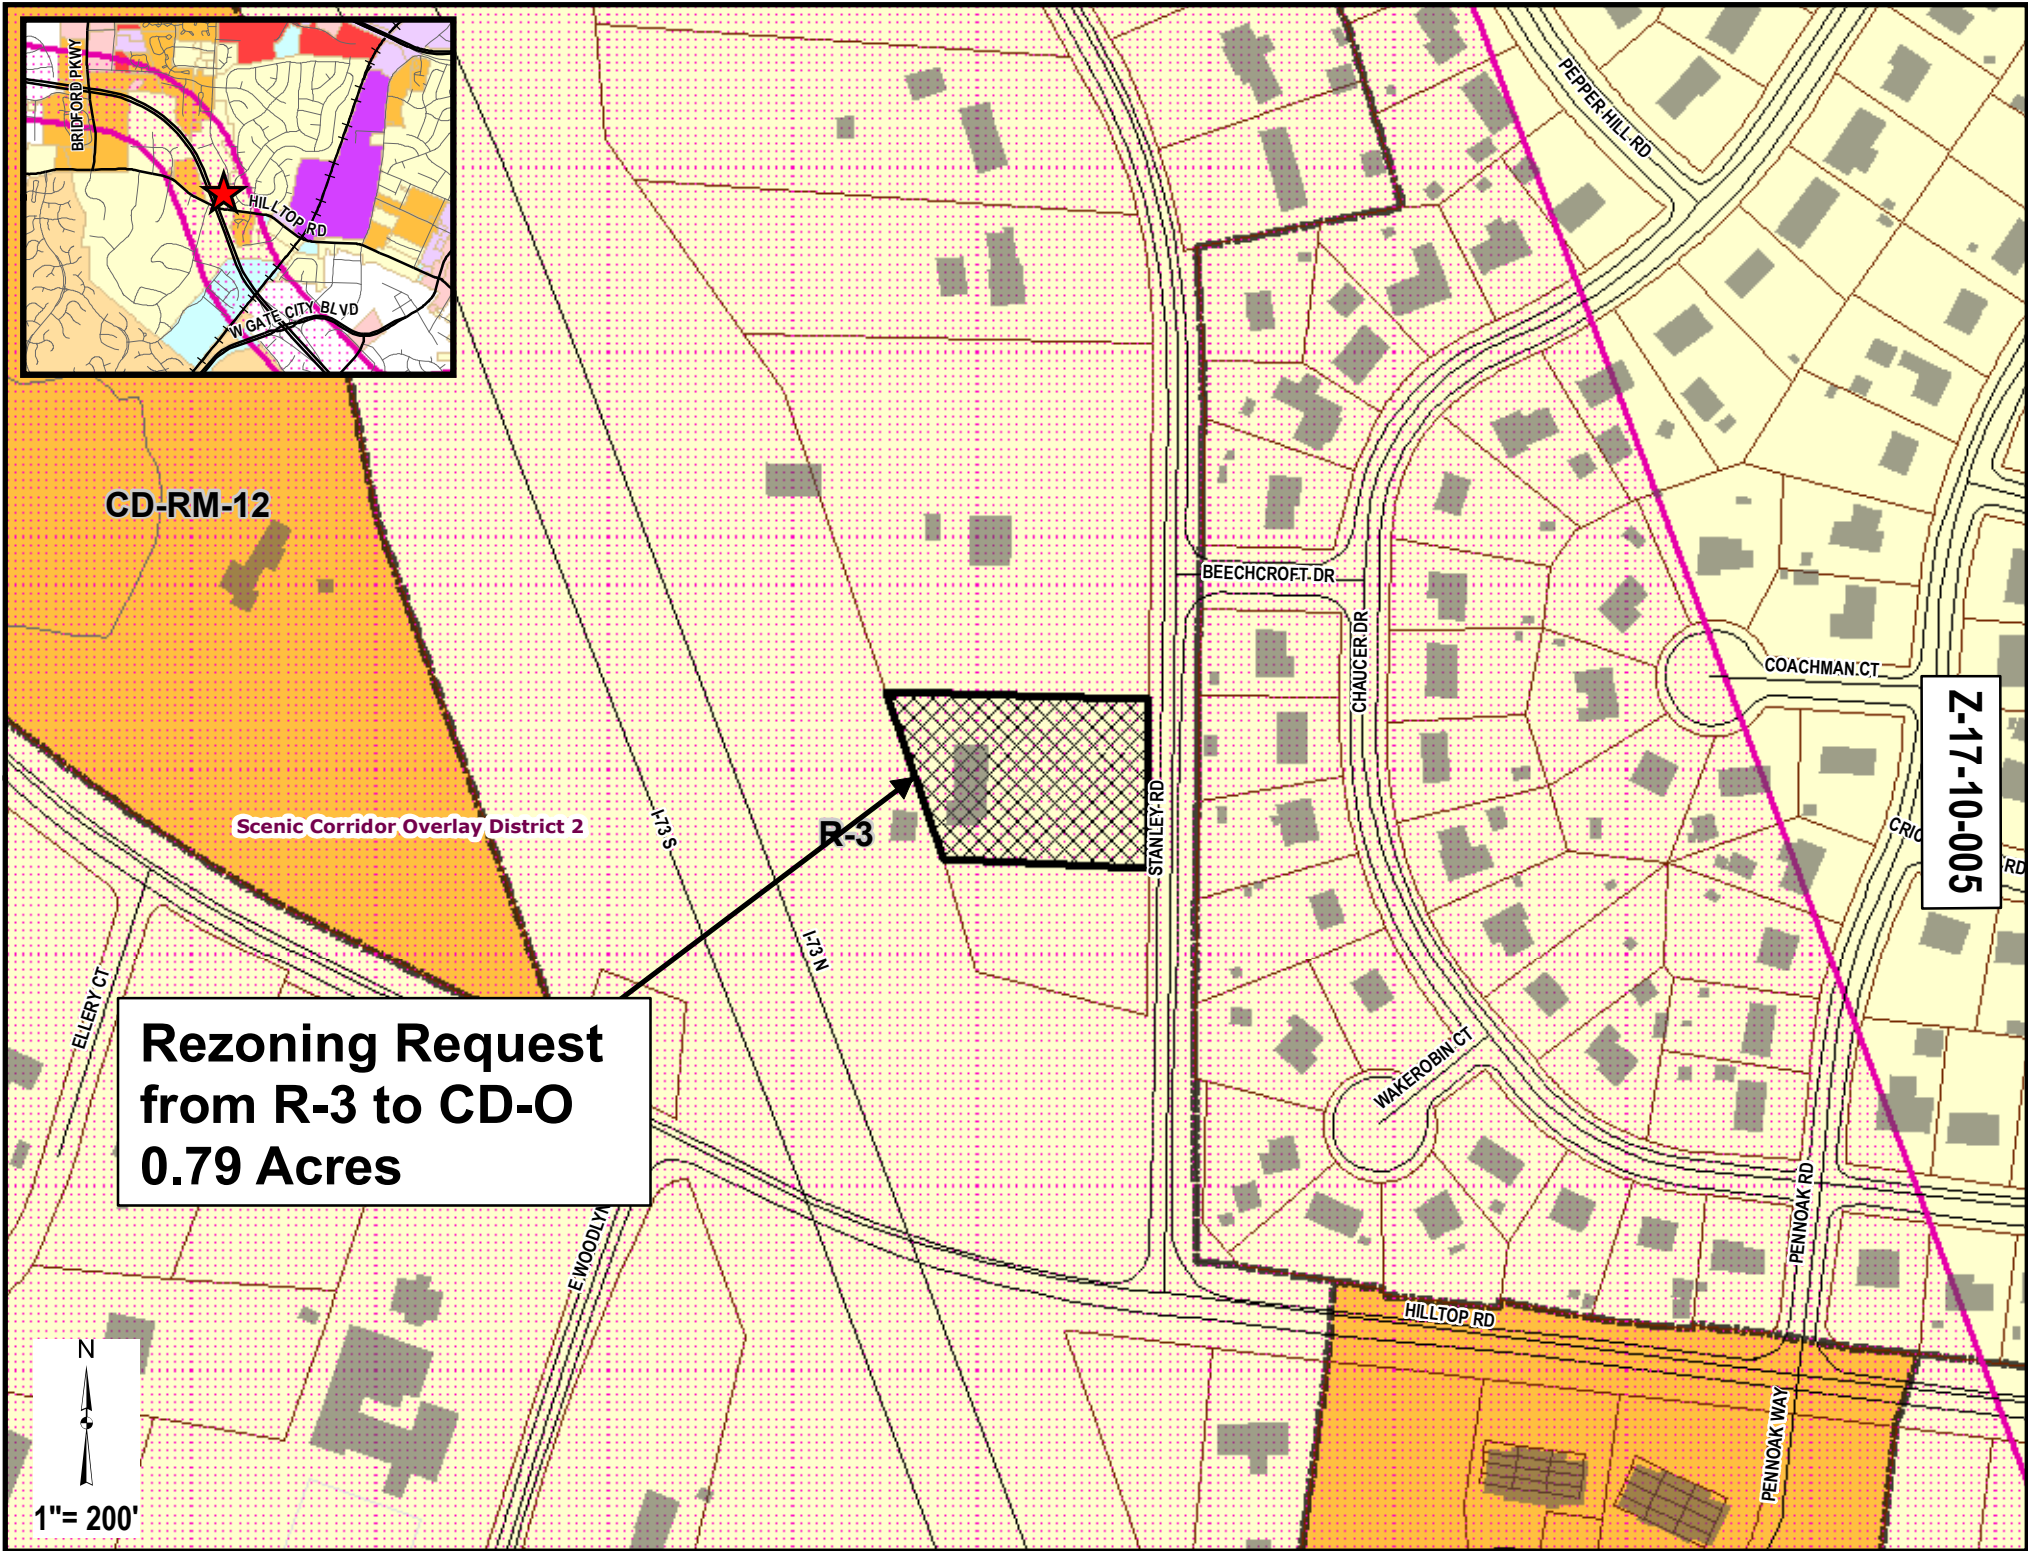 BRIDFORD PKWY
HILLTOP RD
W GATE CITY BLVD
PEPPER HILL RD
CD-RM-12
BEECHCROFT DR
CHAUCER DR
COACHMAN CT
Z-17-10-005
Scenic Corridor Overlay District 2
I-73 S
R-3
STANLEY RD
RD
I-73 N
ELLERY CT
Rezoning Request
from R-3 to CD-O
0.79 Acres
WAKEROBIN CT
E WOODLYN
PENNOAK RD
HILLTOP RD
PENNOAK WAY
N
1"= 200'